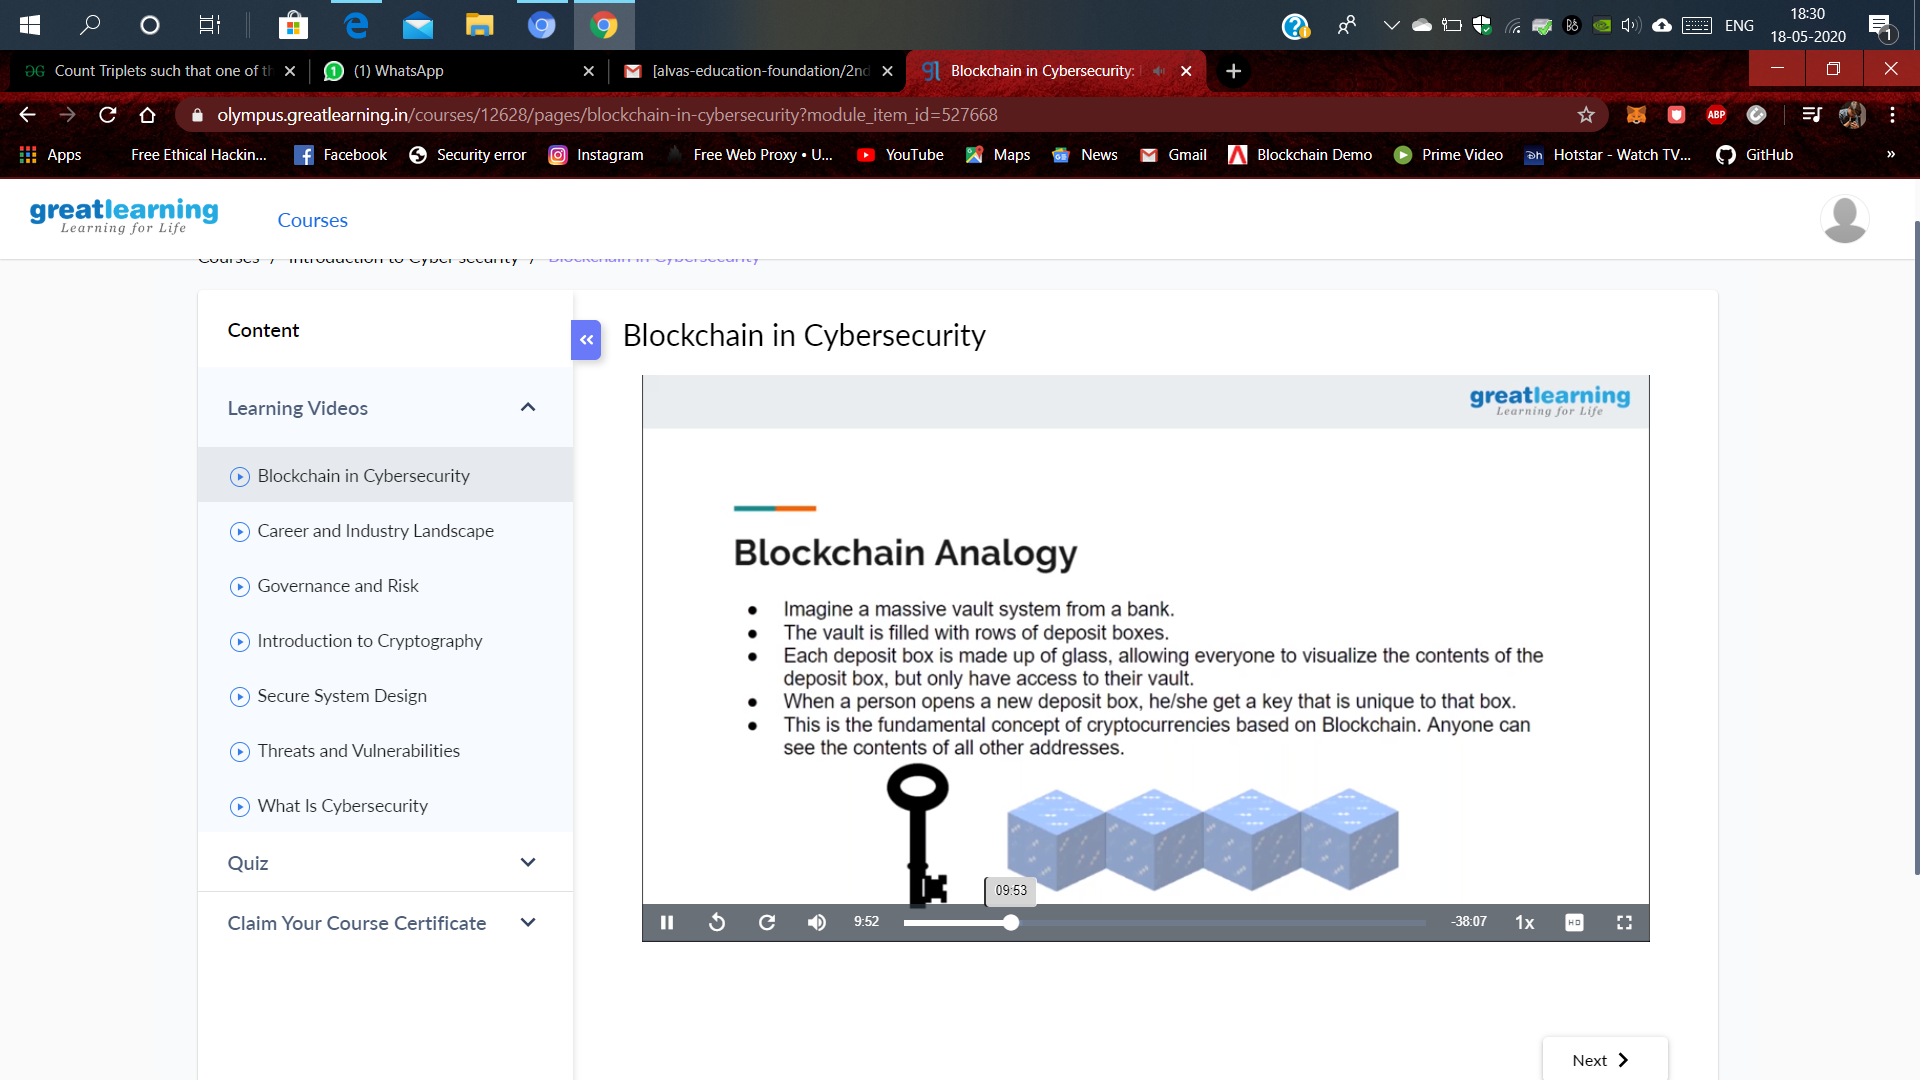 ENG
18:30
18-05-2020
1
Count Triplets such that one of th
(1) WhatsApp
[alvas-education-foundation/2nd
Blockchain in Cybersecurity:
olympus.greatlearning.in/courses/12628/pages/blockchain-in-cybersecurity?module_item_id=527668
ABP
Apps
Free Ethical Hackin...
Facebook
Security error
Instagram
Free Web Proxy • U...
YouTube
Maps
News
Gmail
Blockchain Demo
Prime Video
Hotstar - Watch TV...
GitHub
»
greatlearning
Learning for Life
Courses
Courses / Introduction to Cyber security / Blockchain in Cybersecurity
Content
Learning Videos
Blockchain in Cybersecurity
Career and Industry Landscape
Governance and Risk
Introduction to Cryptography
Secure System Design
Threats and Vulnerabilities
What Is Cybersecurity
Quiz
Claim Your Course Certificate
«
Blockchain in Cybersecurity
greatlearning
Learning for Life
Blockchain Analogy
● Imagine a massive vault system from a bank.
● The vault is filled with rows of deposit boxes.
● Each deposit box is made up of glass, allowing everyone to visualize the contents of the
deposit box, but only have access to their vault.
● When a person opens a new deposit box, he/she get a key that is unique to that box.
● This is the fundamental concept of cryptocurrencies based on Blockchain. Anyone can
see the contents of all other addresses.
09:53
9:52
-38:07
1x
HD
Next